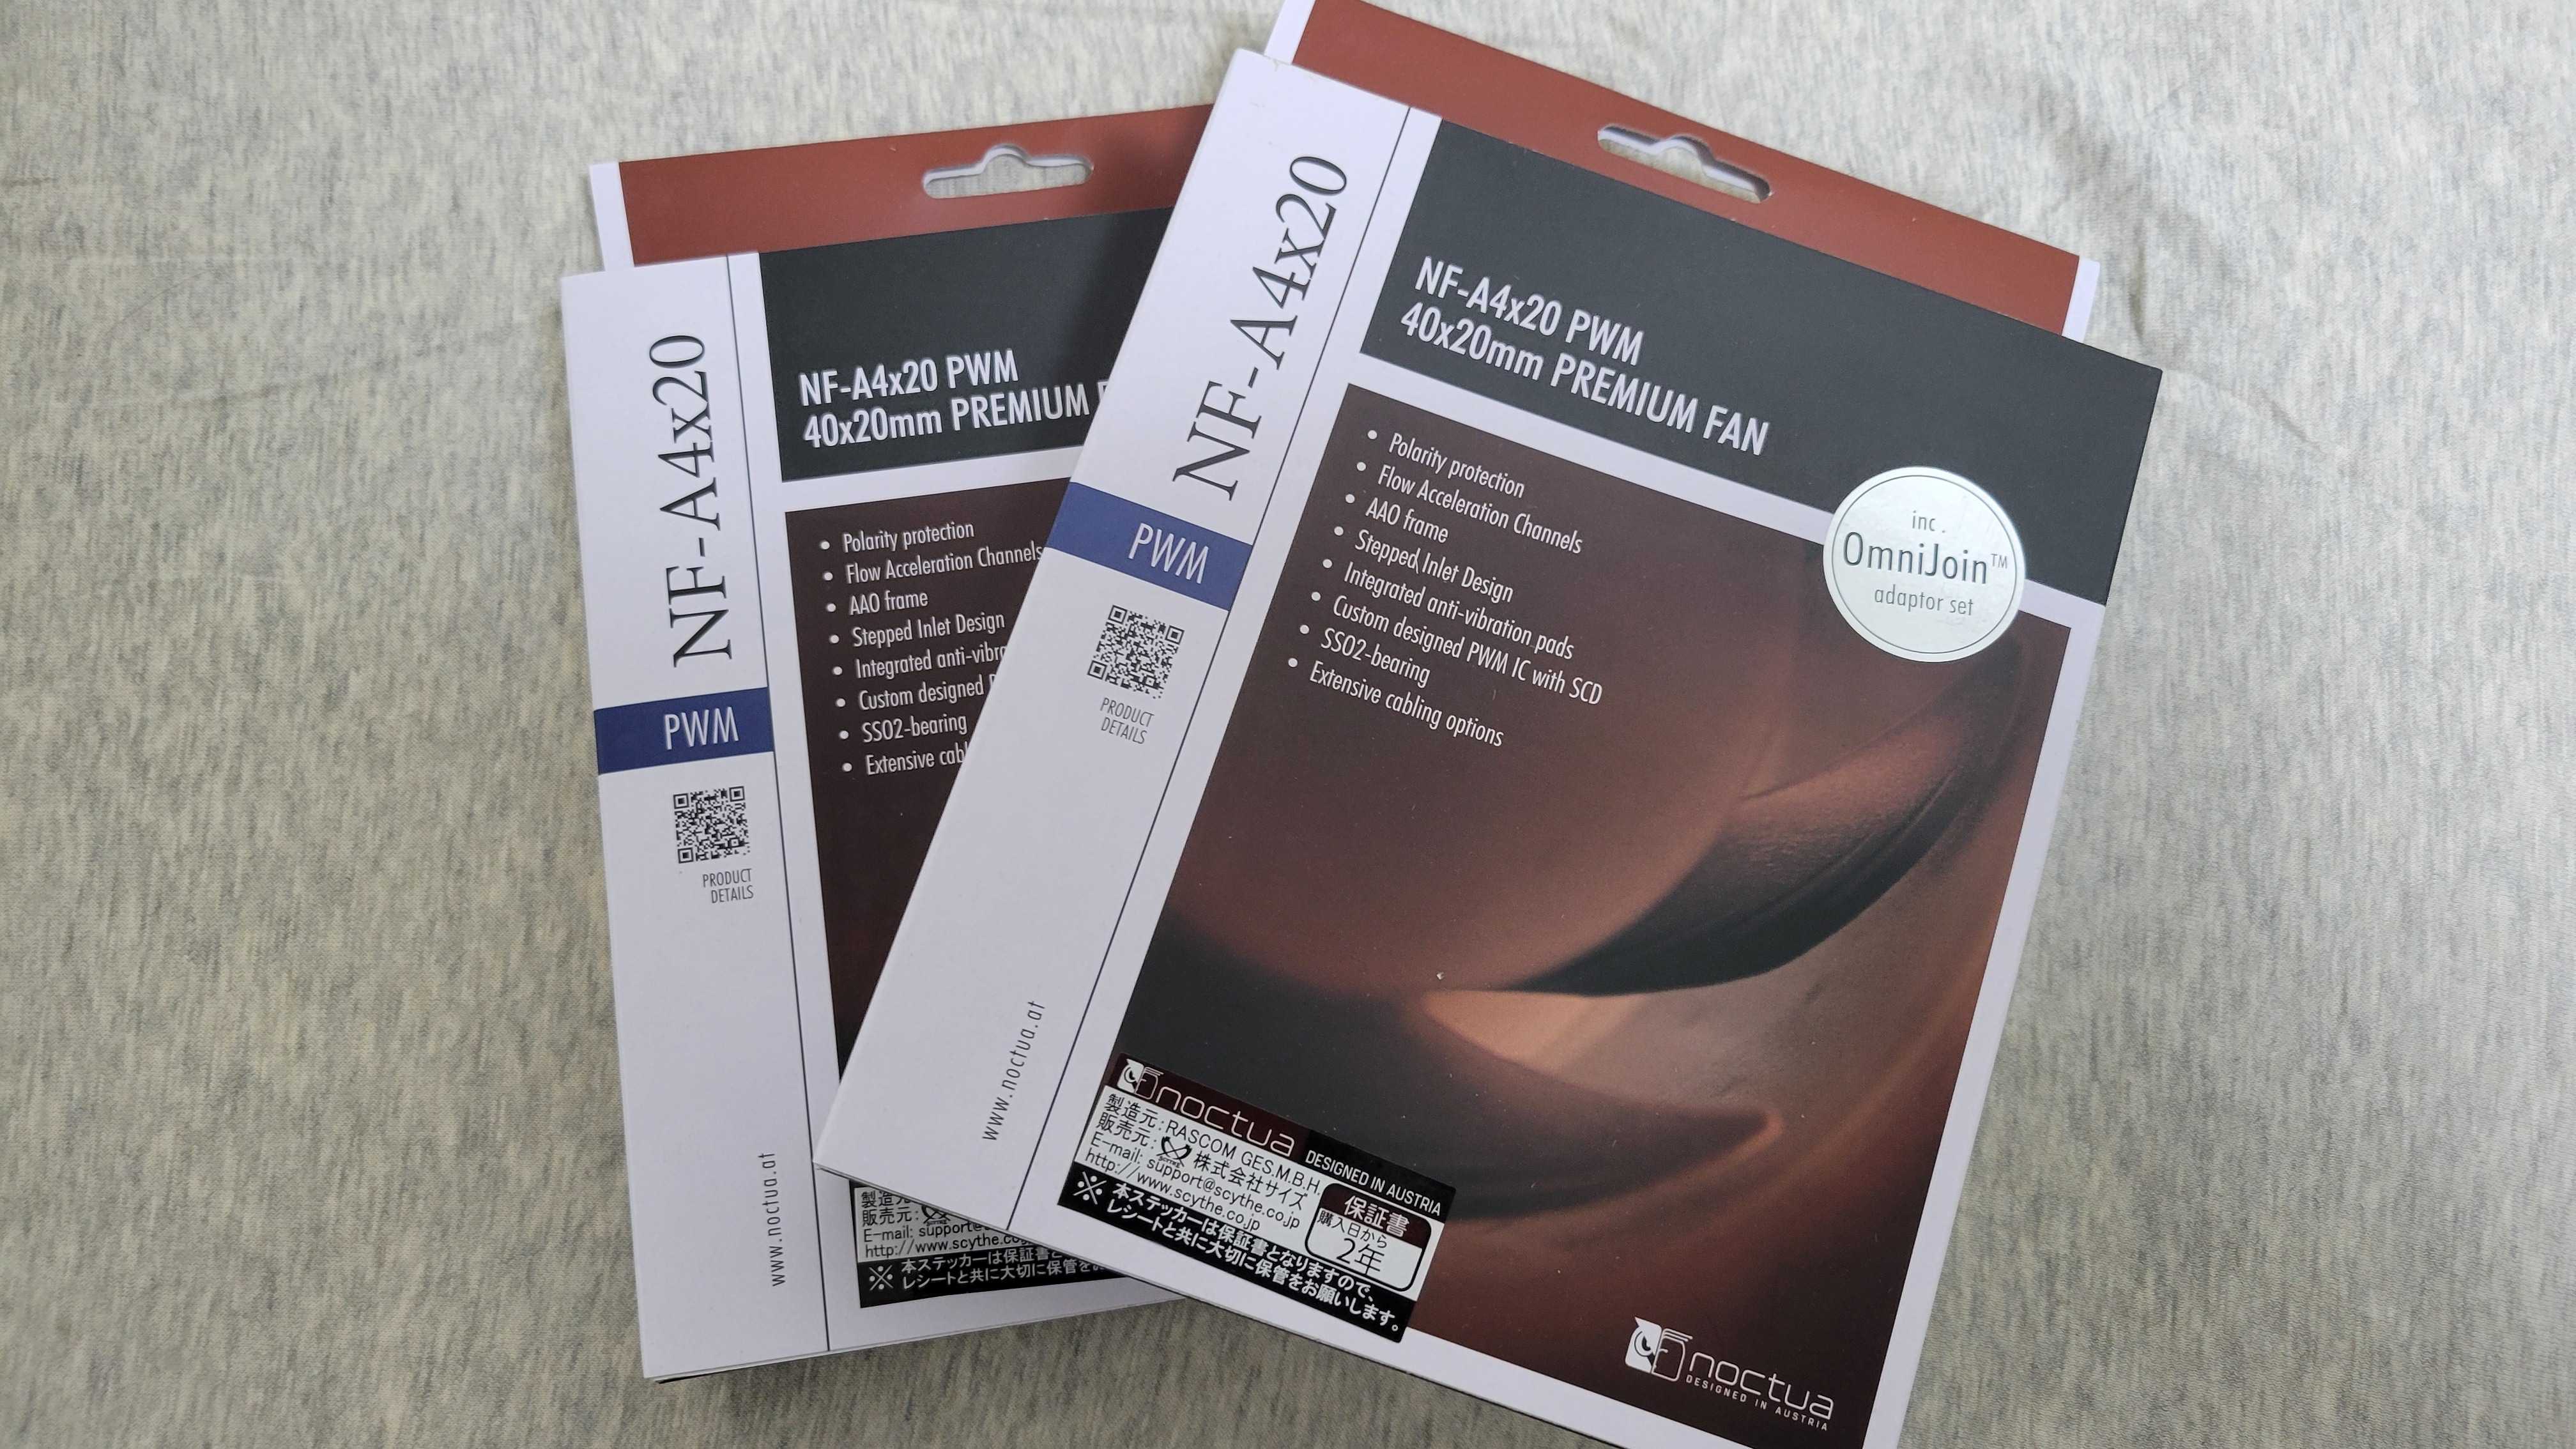 NF-A4x20
PWM
PRODUCT
DETAILS
www.noctua.at
NF-A4x20 PWM
40x20mm PREMIUM
Polarity protection
Flow Acceleration Channels
AAO frame
Stepped Inlet Design
Integrated anti-vibra
Custom designed
SSO2-bearing
Extensive cabl
製造元
販売元:
E-mail: support@
http://www.scythe.co
※ 本ステッカーは保証書と
レシートと共に大切に保管を
NF-A4x20
PWM
PRODUCT
DETAILS
www.noctua.at
NF-A4x20 PWM
40x20mm PREMIUM FAN
inc.
OmniJoin™
adaptor set
Polarity protection
Flow Acceleration Channels
AAO frame
Stepped Inlet Design
Integrated anti-vibration pads
Custom designed PWM IC with SCD
SSO2-bearing
Extensive cabling options
noctua DESIGNED IN AUSTRIA
製造元:RASCOM GES.M.B.H.
販売元: 株式会社サイズ
E-mail: support@scythe.co.jp
http://www.scythe.co.jp
保証書
購入日から
2年
※ 本ステッカーは保証書となりますので、
レシートと共に大切に保管をお願いします。
noctua
DESIGNED IN AUSTRIA